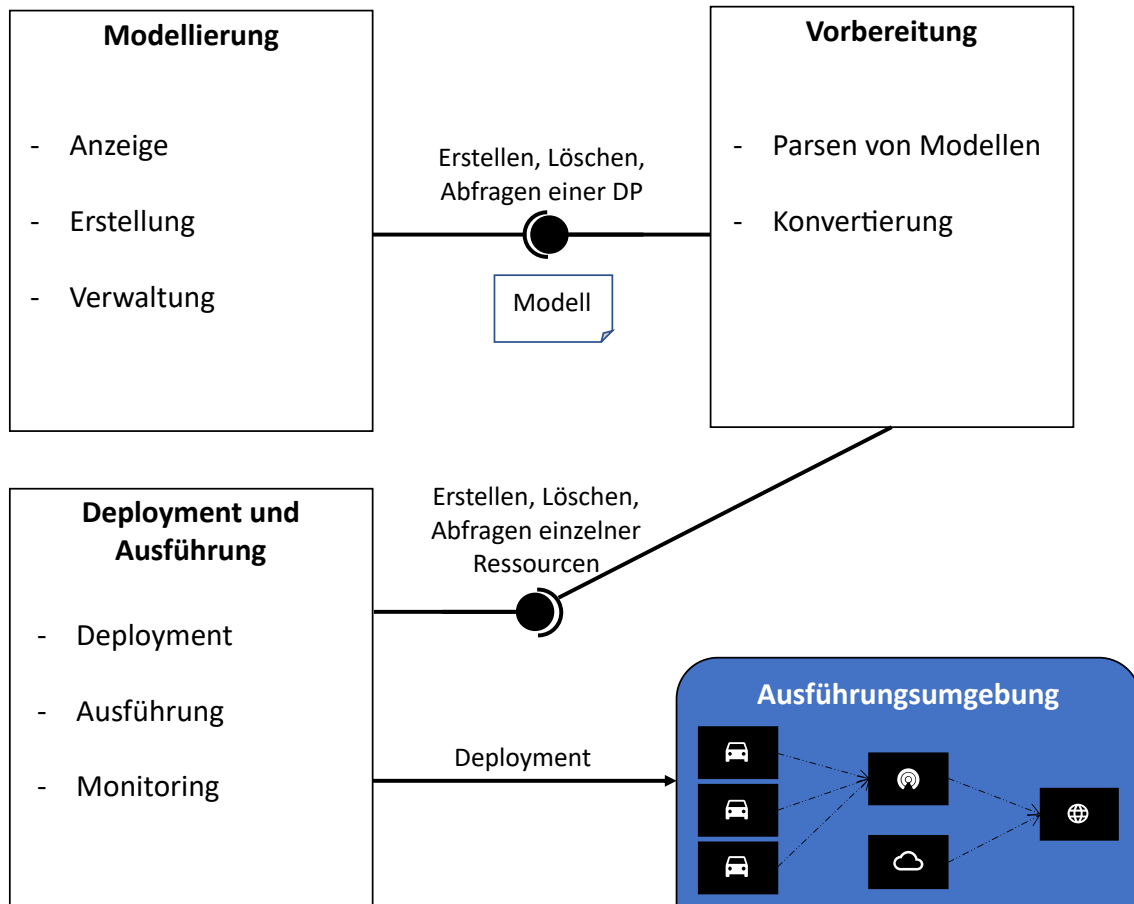 Modellierung
- Anzeige
- Erstellung
- Verwaltung
Erstellen, Löschen,
Abfragen einer DP
Modell
Vorbereitung
- Parsen von Modellen
- Konvertierung
Deployment und
Ausführung
- Deployment
- Ausführung
- Monitoring
Erstellen, Löschen,
Abfragen einzelner
Ressourcen
Deployment
Ausführungsumgebung